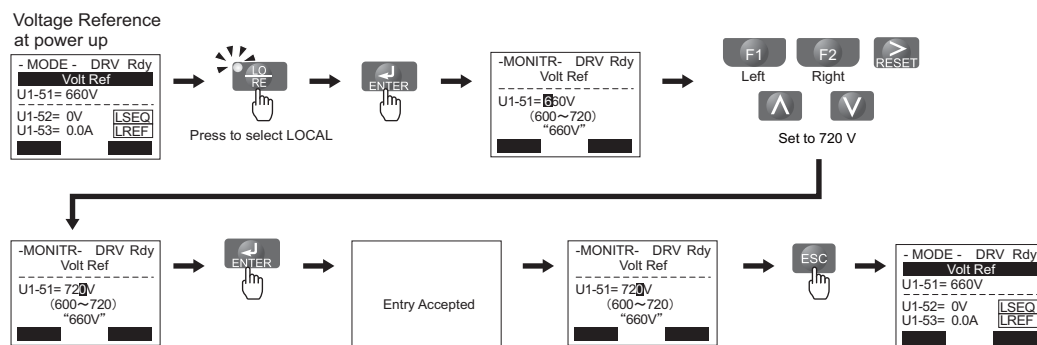 Voltage Reference
at power up
- MODE - DRV Rdy
Volt Ref
U1-51= 660V
U1-52= 0V LSEQ
U1-53= 0.0A LREF
LO
RE
Press to select LOCAL
ENTER
-MONITR- DRV Rdy
Volt Ref
U1-51= 660V
(600~720)
“660V”
F1
Left
F2
Right
RESET
Set to 720 V
-MONITR- DRV Rdy
Volt Ref
U1-51= 720V
(600~720)
“660V”
ENTER
Entry Accepted
-MONITR- DRV Rdy
Volt Ref
U1-51= 720V
(600~720)
“660V”
ESC
- MODE - DRV Rdy
Volt Ref
U1-51= 660V
U1-52= 0V LSEQ
U1-53= 0.0A LREF